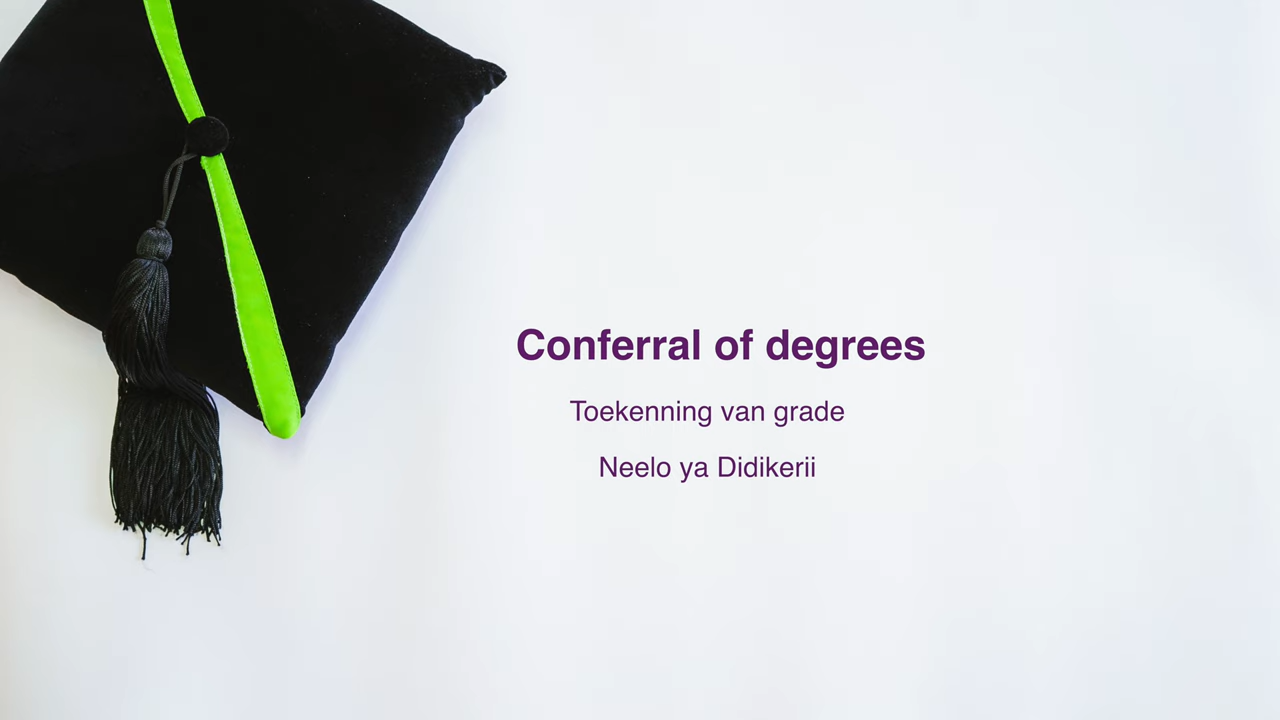 Conferral of degrees
Toekenning van grade
Neelo ya Didikerii